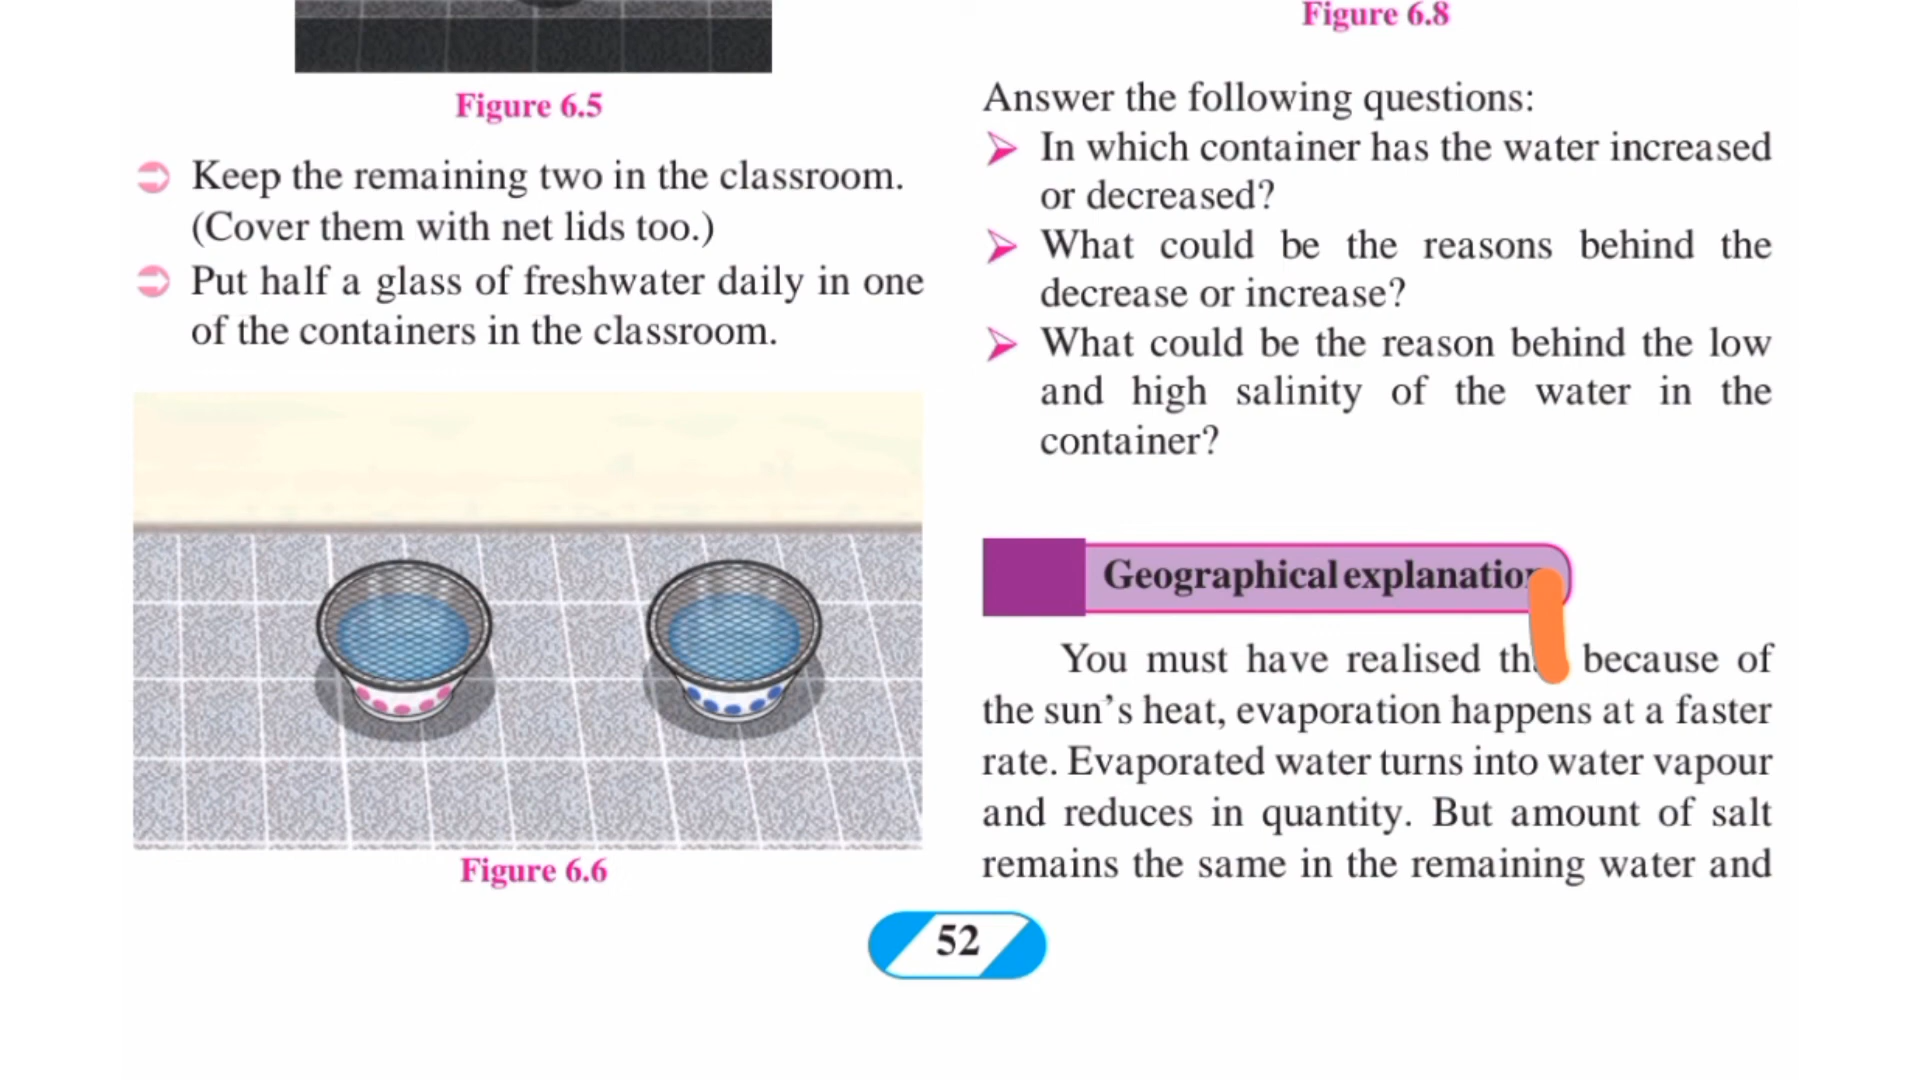 Figure 6.5
Keep the remaining two in the classroom.
(Cover them with net lids too.)
Put half a glass of freshwater daily in one
of the containers in the classroom.
Figure 6.6
Figure 6.8
Answer the following questions:
In which container has the water increased
or decreased?
What could be the reasons behind the
decrease or increase?
What could be the reason behind the low
and high salinity of the water in the
container?
Geographical explanation
You must have realised because of
the sun's heat, evaporation happens at a faster
rate. Evaporated water turns into water vapour
and reduces in quantity. But amount of salt
remains the same in the remaining water and
52